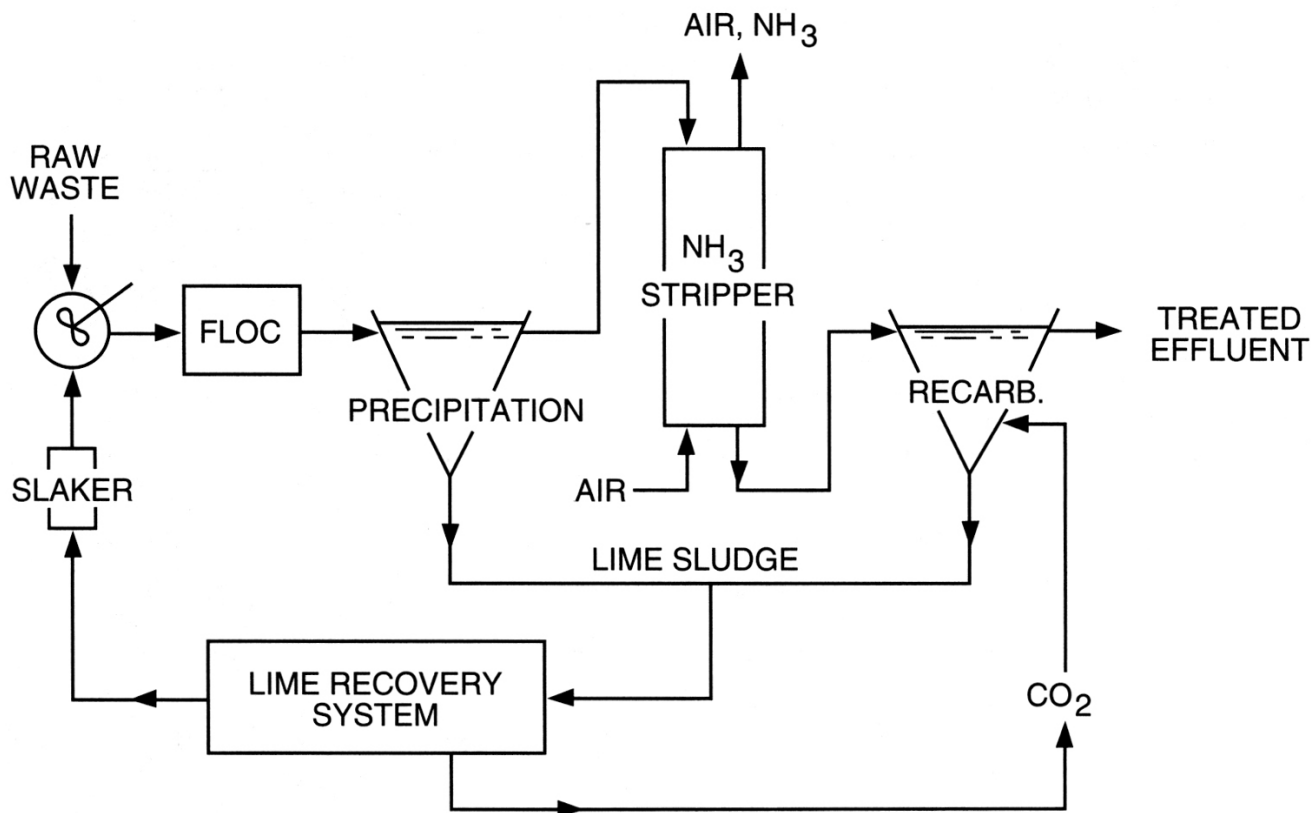 AIR, NH3
RAW
WASTE
NH3
STRIPPER
FLOC
TREATED
EFFLUENT
PRECIPITATION
RECARB.
SLAKER
AIR
LIME SLUDGE
LIME RECOVERY
SYSTEM
CO2